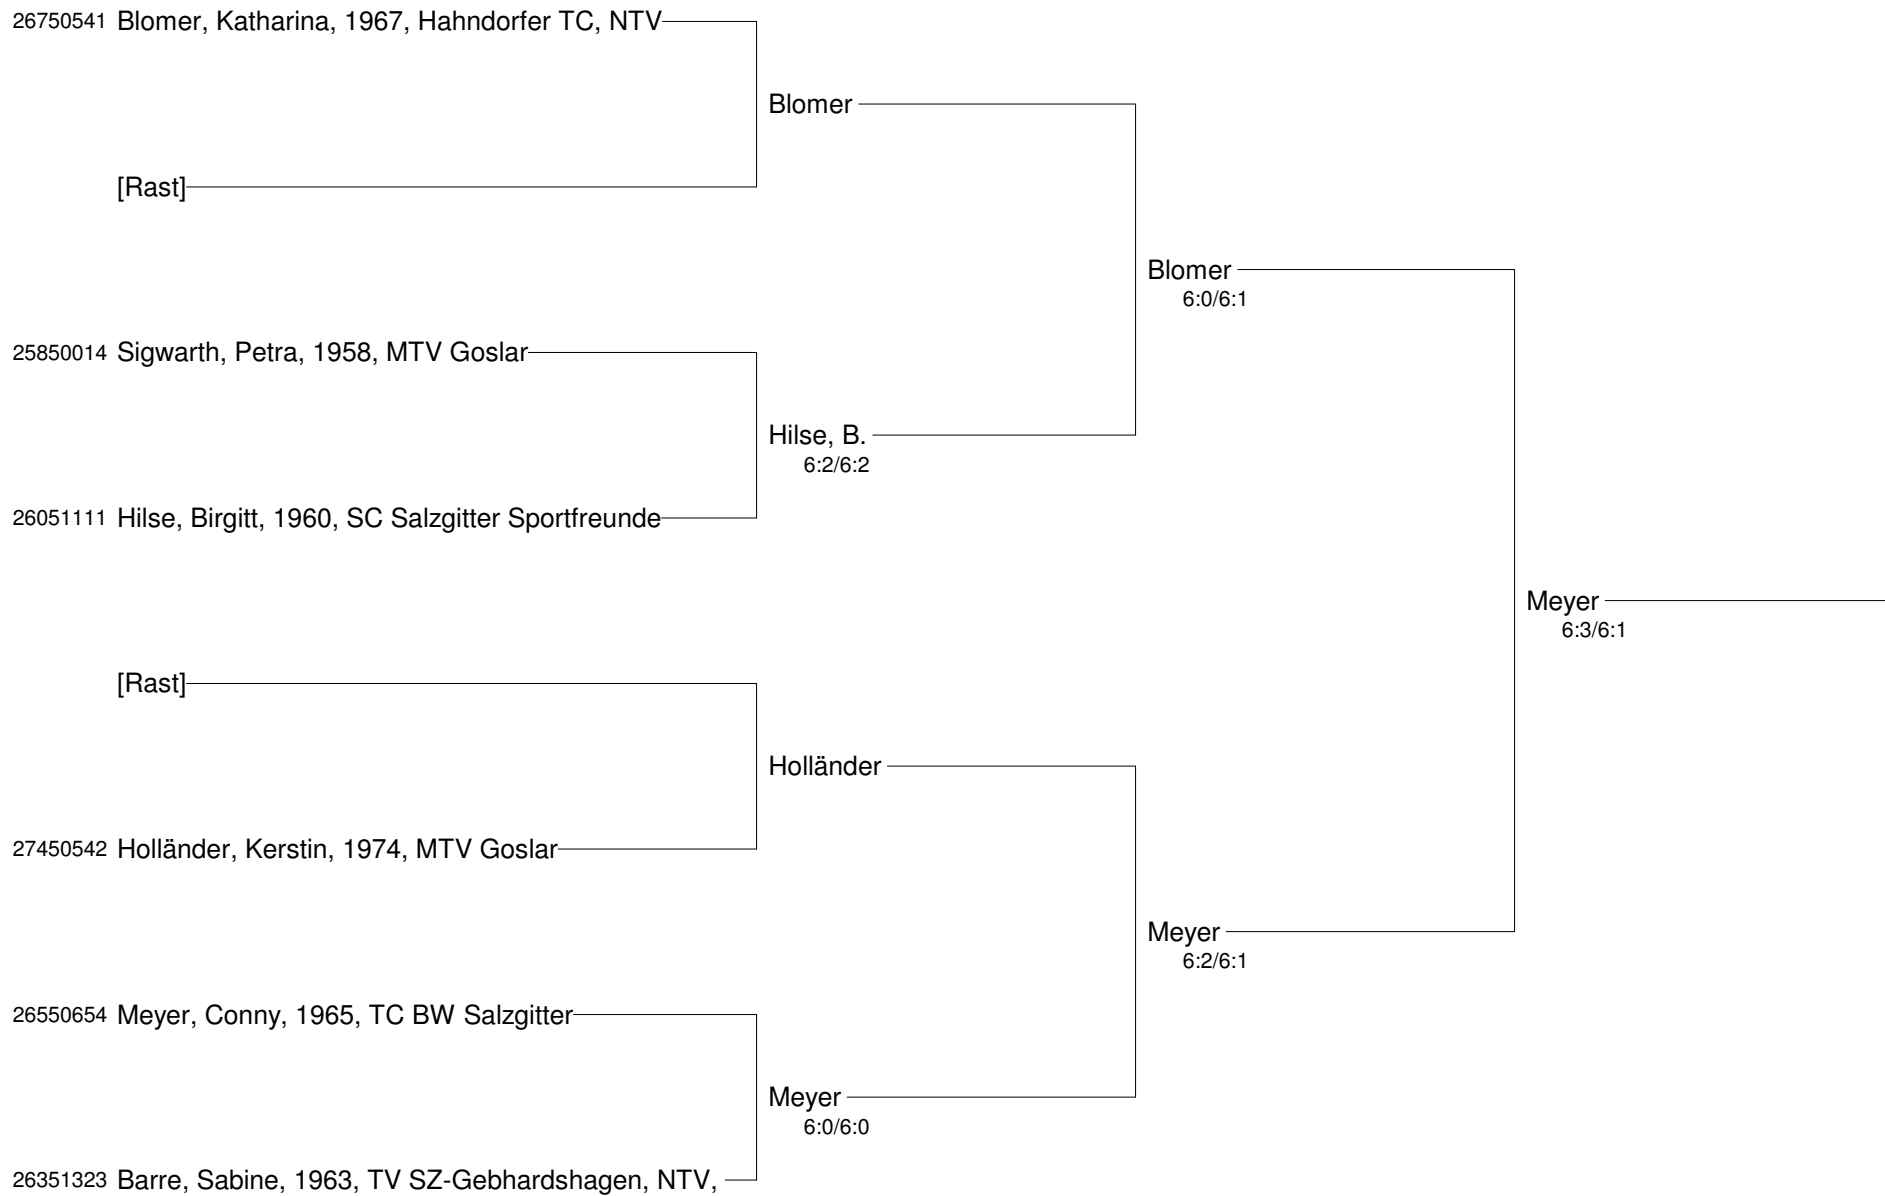 26750541 Blomer, Katharina, 1967, Hahndorfer TC, NTV
Blomer
[Rast]
Blomer
6:0/6:1
25850014 Sigwarth, Petra, 1958, MTV Goslar
Hilse, B.
6:2/6:2
26051111 Hilse, Birgitt, 1960, SC Salzgitter Sportfreunde
Meyer
6:3/6:1
[Rast]
Holländer
27450542 Holländer, Kerstin, 1974, MTV Goslar
Meyer
6:2/6:1
26550654 Meyer, Conny, 1965, TC BW Salzgitter
Meyer
6:0/6:0
26351323 Barre, Sabine, 1963, TV SZ-Gebhardshagen, NTV,